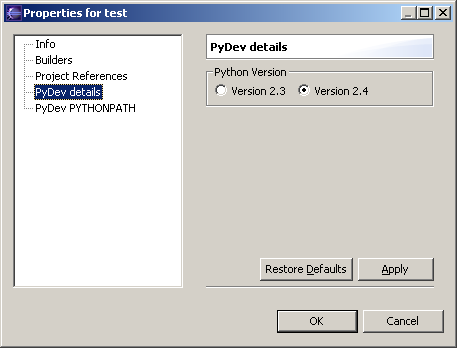 Properties for test
Info
Builders
Project References
PyDev details
PyDev PYTHONPATH
PyDev details
Python Version
Version 2.3
Version 2.4
Restore Defaults
Apply
OK
Cancel